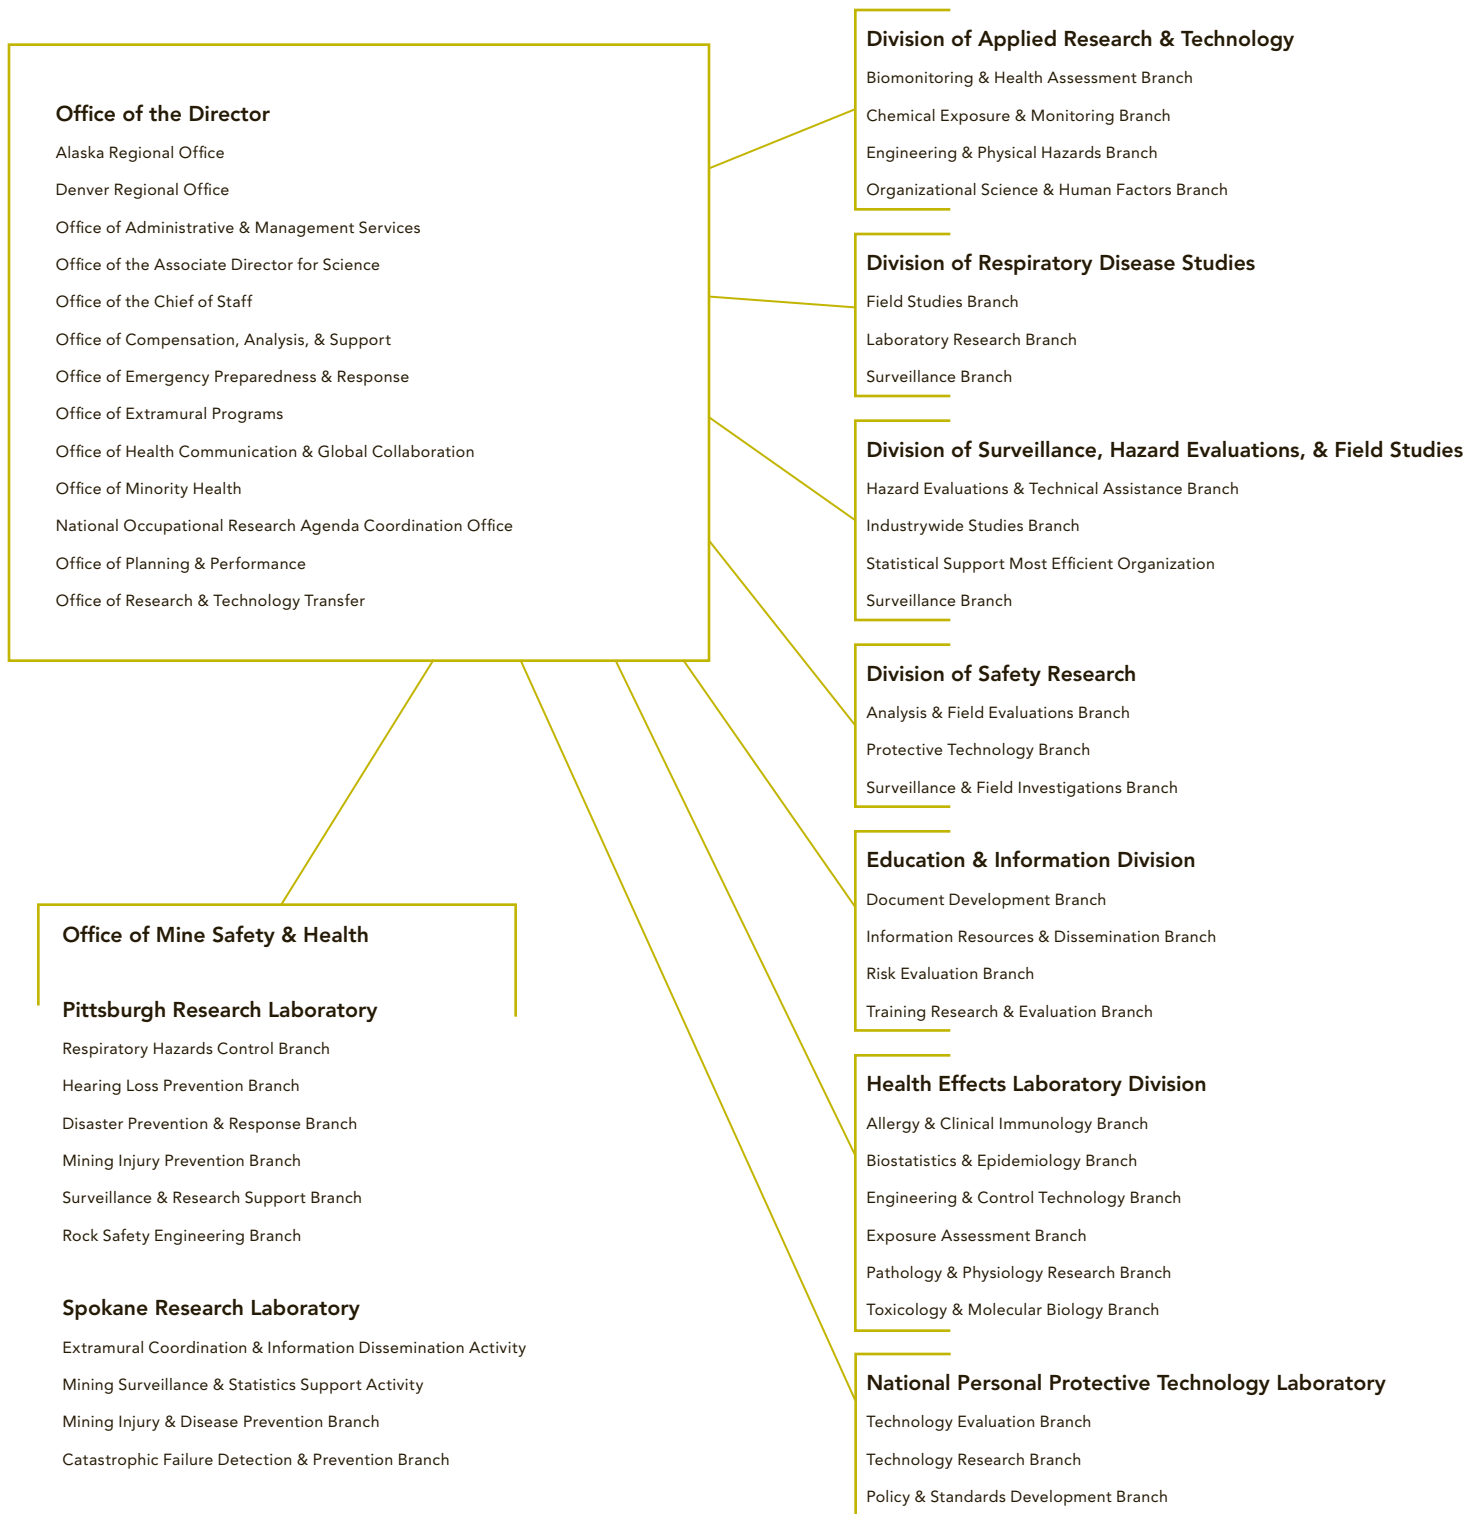 Office of the Director
Alaska Regional Office
Denver Regional Office
Office of Administrative & Management Services
Office of the Associate Director for Science
Office of the Chief of Staff
Office of Compensation, Analysis, & Support
Office of Emergency Preparedness & Response
Office of Extramural Programs
Office of Health Communication & Global Collaboration
Office of Minority Health
National Occupational Research Agenda Coordination Office
Office of Planning & Performance
Office of Research & Technology Transfer
Office of Mine Safety & Health
Pittsburgh Research Laboratory
Respiratory Hazards Control Branch
Hearing Loss Prevention Branch
Disaster Prevention & Response Branch
Mining Injury Prevention Branch
Surveillance & Research Support Branch
Rock Safety Engineering Branch
Spokane Research Laboratory
Extramural Coordination & Information Dissemination Activity
Mining Surveillance & Statistics Support Activity
Mining Injury & Disease Prevention Branch
Catastrophic Failure Detection & Prevention Branch
Division of Applied Research & Technology
Biomonitoring & Health Assessment Branch
Chemical Exposure & Monitoring Branch
Engineering & Physical Hazards Branch
Organizational Science & Human Factors Branch
Division of Respiratory Disease Studies
Field Studies Branch
Laboratory Research Branch
Surveillance Branch
Division of Surveillance, Hazard Evaluations, & Field Studies
Hazard Evaluations & Technical Assistance Branch
Industrywide Studies Branch
Statistical Support Most Efficient Organization
Surveillance Branch
Division of Safety Research
Analysis & Field Evaluations Branch
Protective Technology Branch
Surveillance & Field Investigations Branch
Education & Information Division
Document Development Branch
Information Resources & Dissemination Branch
Risk Evaluation Branch
Training Research & Evaluation Branch
Health Effects Laboratory Division
Allergy & Clinical Immunology Branch
Biostatistics & Epidemiology Branch
Engineering & Control Technology Branch
Exposure Assessment Branch
Pathology & Physiology Research Branch
Toxicology & Molecular Biology Branch
National Personal Protective Technology Laboratory
Technology Evaluation Branch
Technology Research Branch
Policy & Standards Development Branch